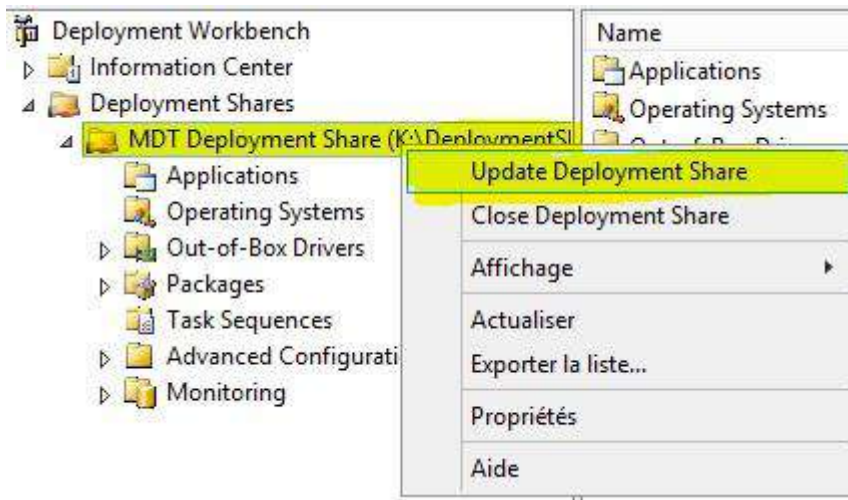 Deployment Workbench
Information Center
Deployment Shares
MDT Deployment Share (K:\DeploymentSl
Applications
Operating Systems
Out-of-Box Drivers
Packages
Task Sequences
Advanced Configurati
Monitoring
Name
Applications
Operating Systems
Update Deployment Share
Close Deployment Share
Affichage
Actualiser
Exporter la liste...
Propriétés
Aide